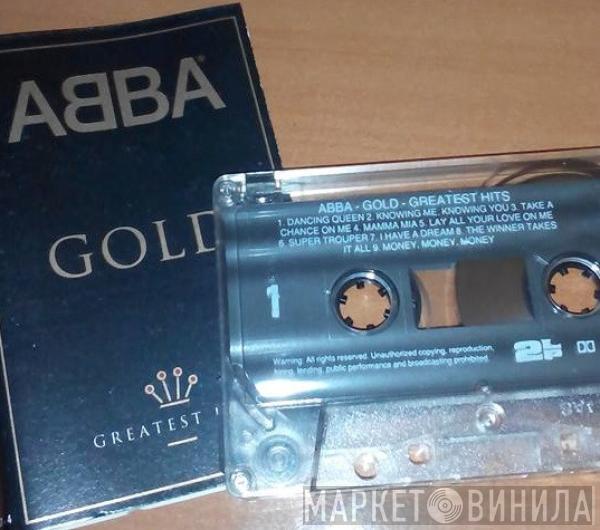 ABBA®
GOLD
GREATEST
ABBA - GOLD - GREATEST HITS
1. DANCING QUEEN 2. KNOWING ME, KNOWING YOU 3. TAKE A
CHANCE ON ME 4. MAMMA MIA 5. LAY ALL YOUR LOVE ON ME
6. SUPER TROUPER 7. I HAVE A DREAM 8. THE WINNER TAKES
IT ALL 9. MONEY, MONEY, MONEY
1
Warning: All rights reserved. Unauthorized copying, reproduction,
hiring, lending, public performance and broadcasting prohibited.
МАРКЕТ ВИНИЛА